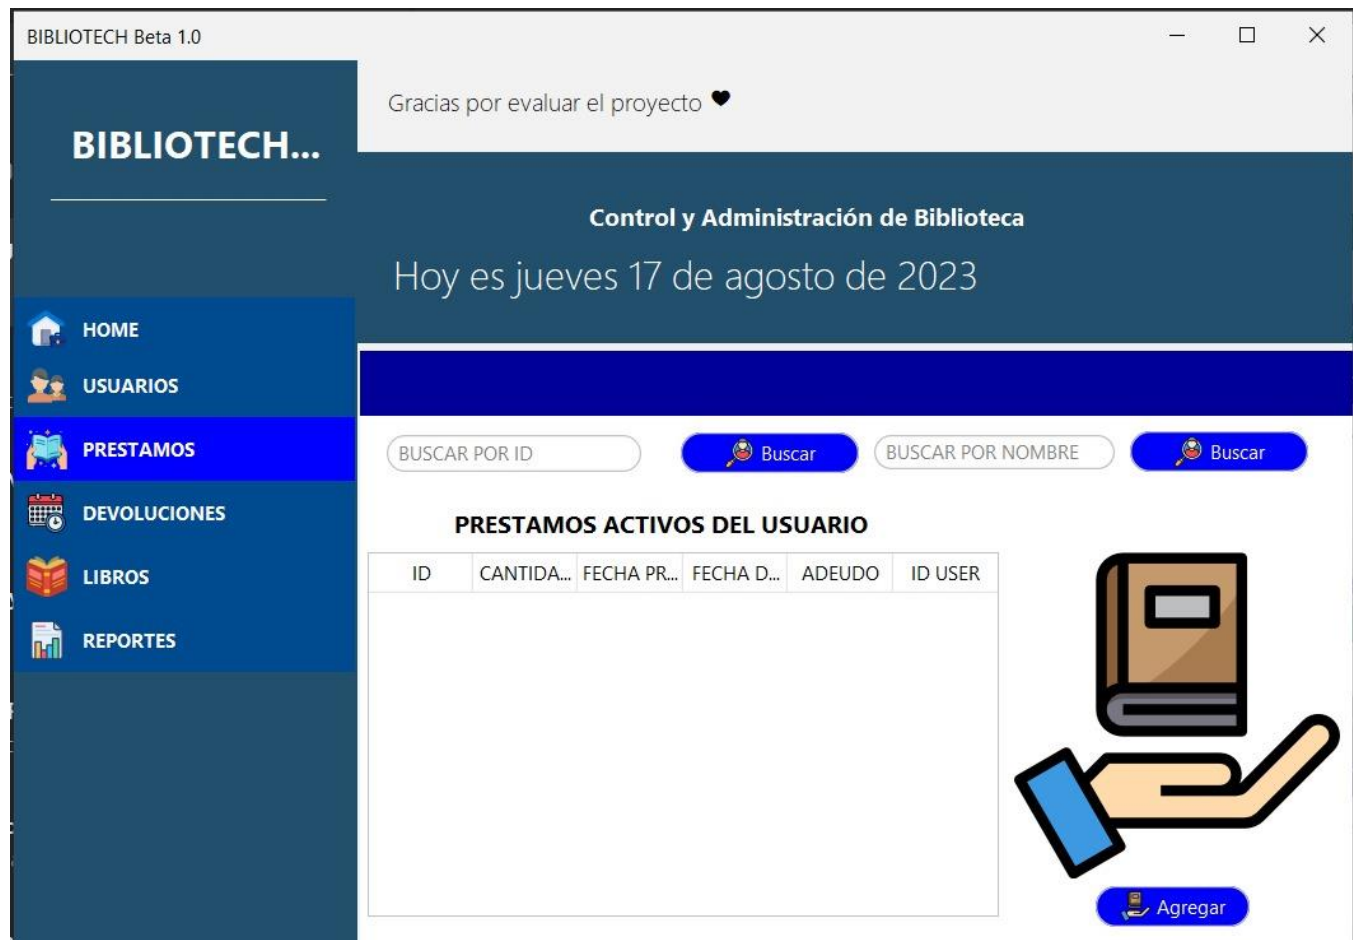 BIBLIOTECH Beta 1.0
Gracias por evaluar el proyecto ♥
BIBLIOTECH...
Control y Administración de Biblioteca
Hoy es jueves 17 de agosto de 2023
HOME
USUARIOS
PRESTAMOS
DEVOLUCIONES
LIBROS
REPORTES
BUSCAR POR ID Buscar BUSCAR POR NOMBRE Buscar
PRESTAMOS ACTIVOS DEL USUARIO
ID CANTIDA... FECHA PR... FECHA D... ADEUDO ID USER
Agregar